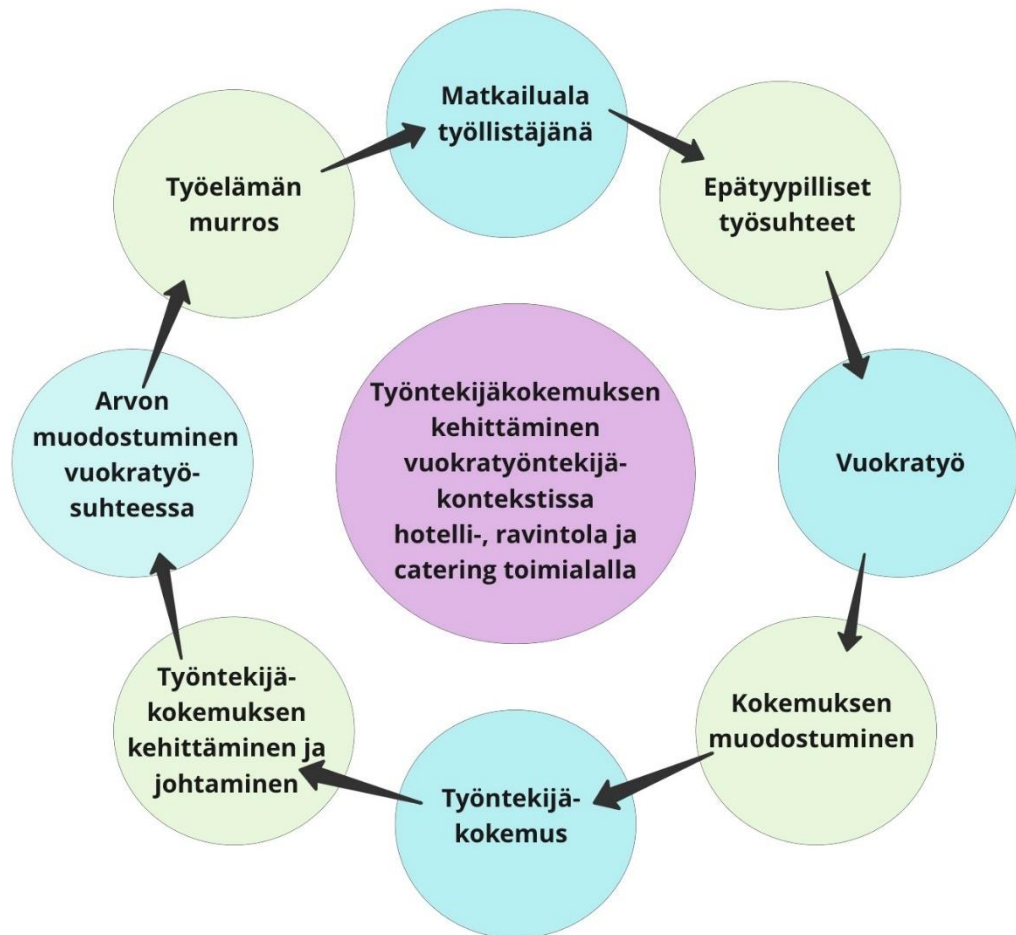 Matkailuala
työllistäjänä
Epätyypilliset
työsuhteet
Vuokratyö
Kokemuksen
muodostuminen
Työntekijä-
kokemus
Työntekijä-
kokemuksen
kehittäminen ja
johtaminen
Arvon
muodostuminen
vuokratyö-
suhteessa
Työelämän
murros
Työntekijäkokemuksen
kehittäminen
vuokratyöntekijä-
kontekstissa
hotelli-, ravintola ja
catering toimialalla